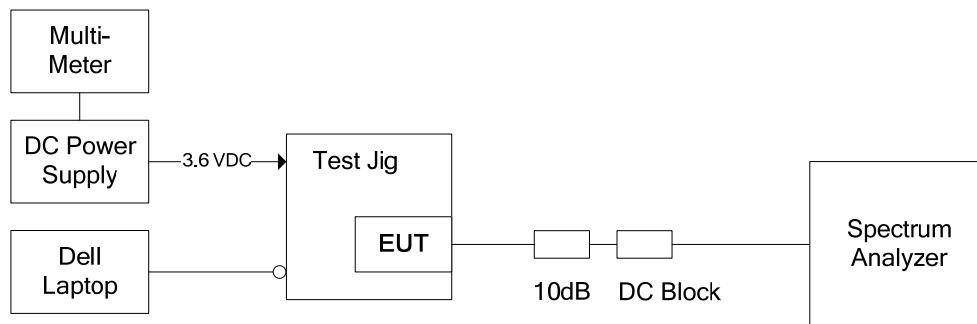 Multi-
Meter
DC Power
Supply
3.6 VDC
Test Jig
EUT
Dell
Laptop
10dB
DC Block
Spectrum
Analyzer